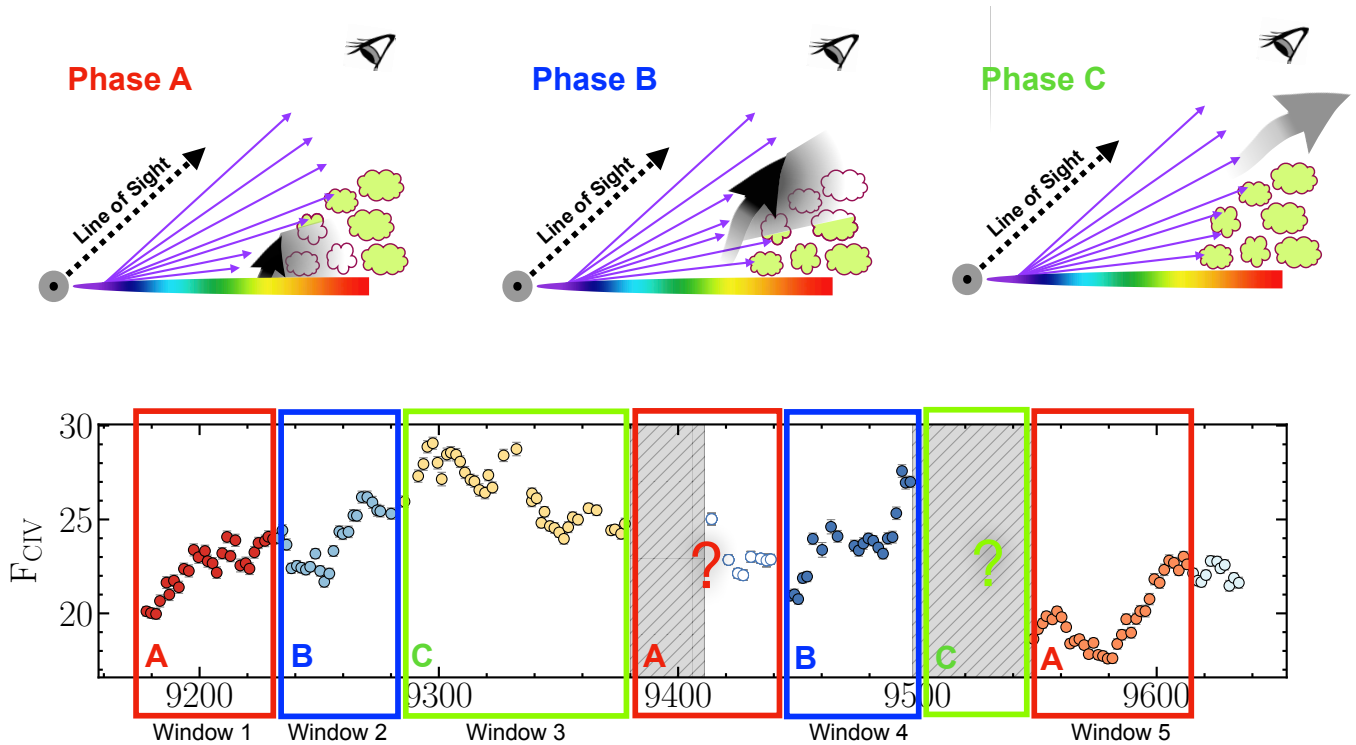 Phase A
Phase B
Phase C
Line of Sight
Line of Sight
Line of Sight
F_CIV
30
25
20
? ?
A B C A B C A
9200 9300 9400 9500 9600
Window 1 Window 2 Window 3 Window 4 Window 5